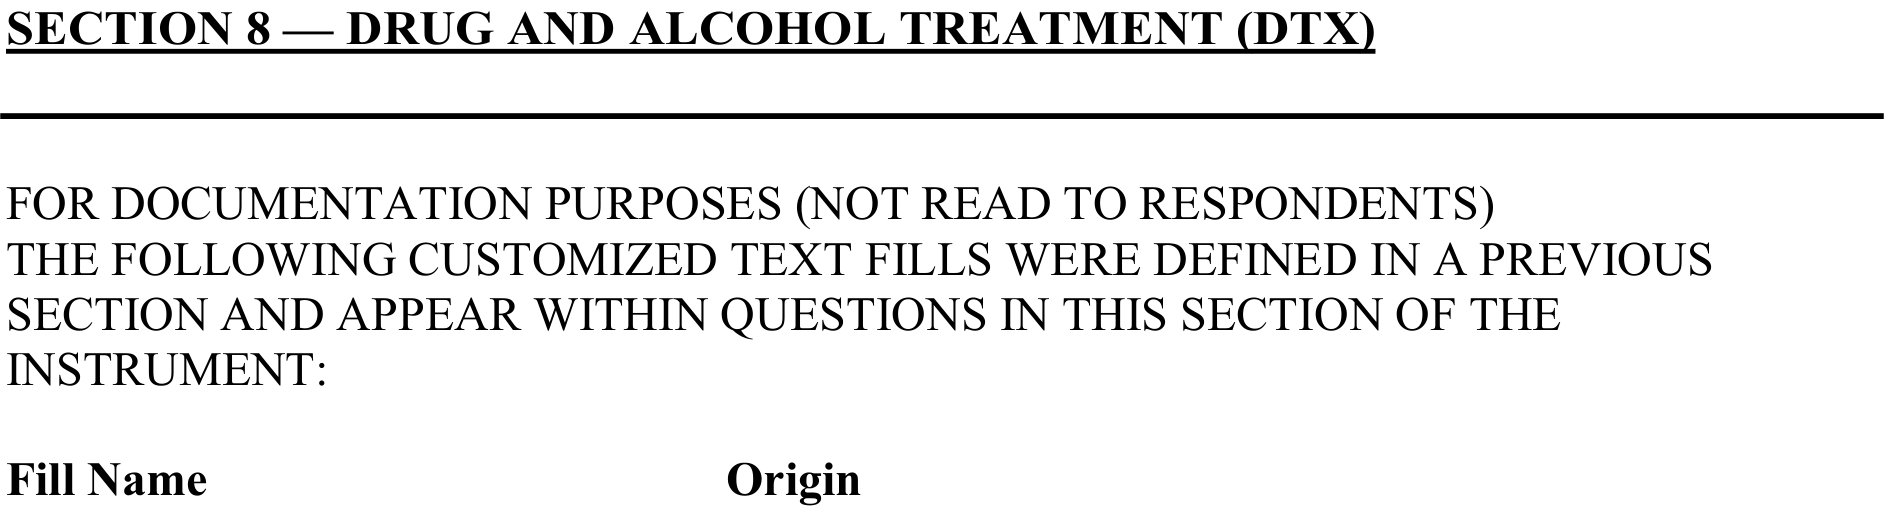 SECTION 8 — DRUG AND ALCOHOL TREATMENT (DTX)
FOR DOCUMENTATION PURPOSES (NOT READ TO RESPONDENTS)
THE FOLLOWING CUSTOMIZED TEXT FILLS WERE DEFINED IN A PREVIOUS
SECTION AND APPEAR WITHIN QUESTIONS IN THIS SECTION OF THE
INSTRUMENT:
Fill Name Origin